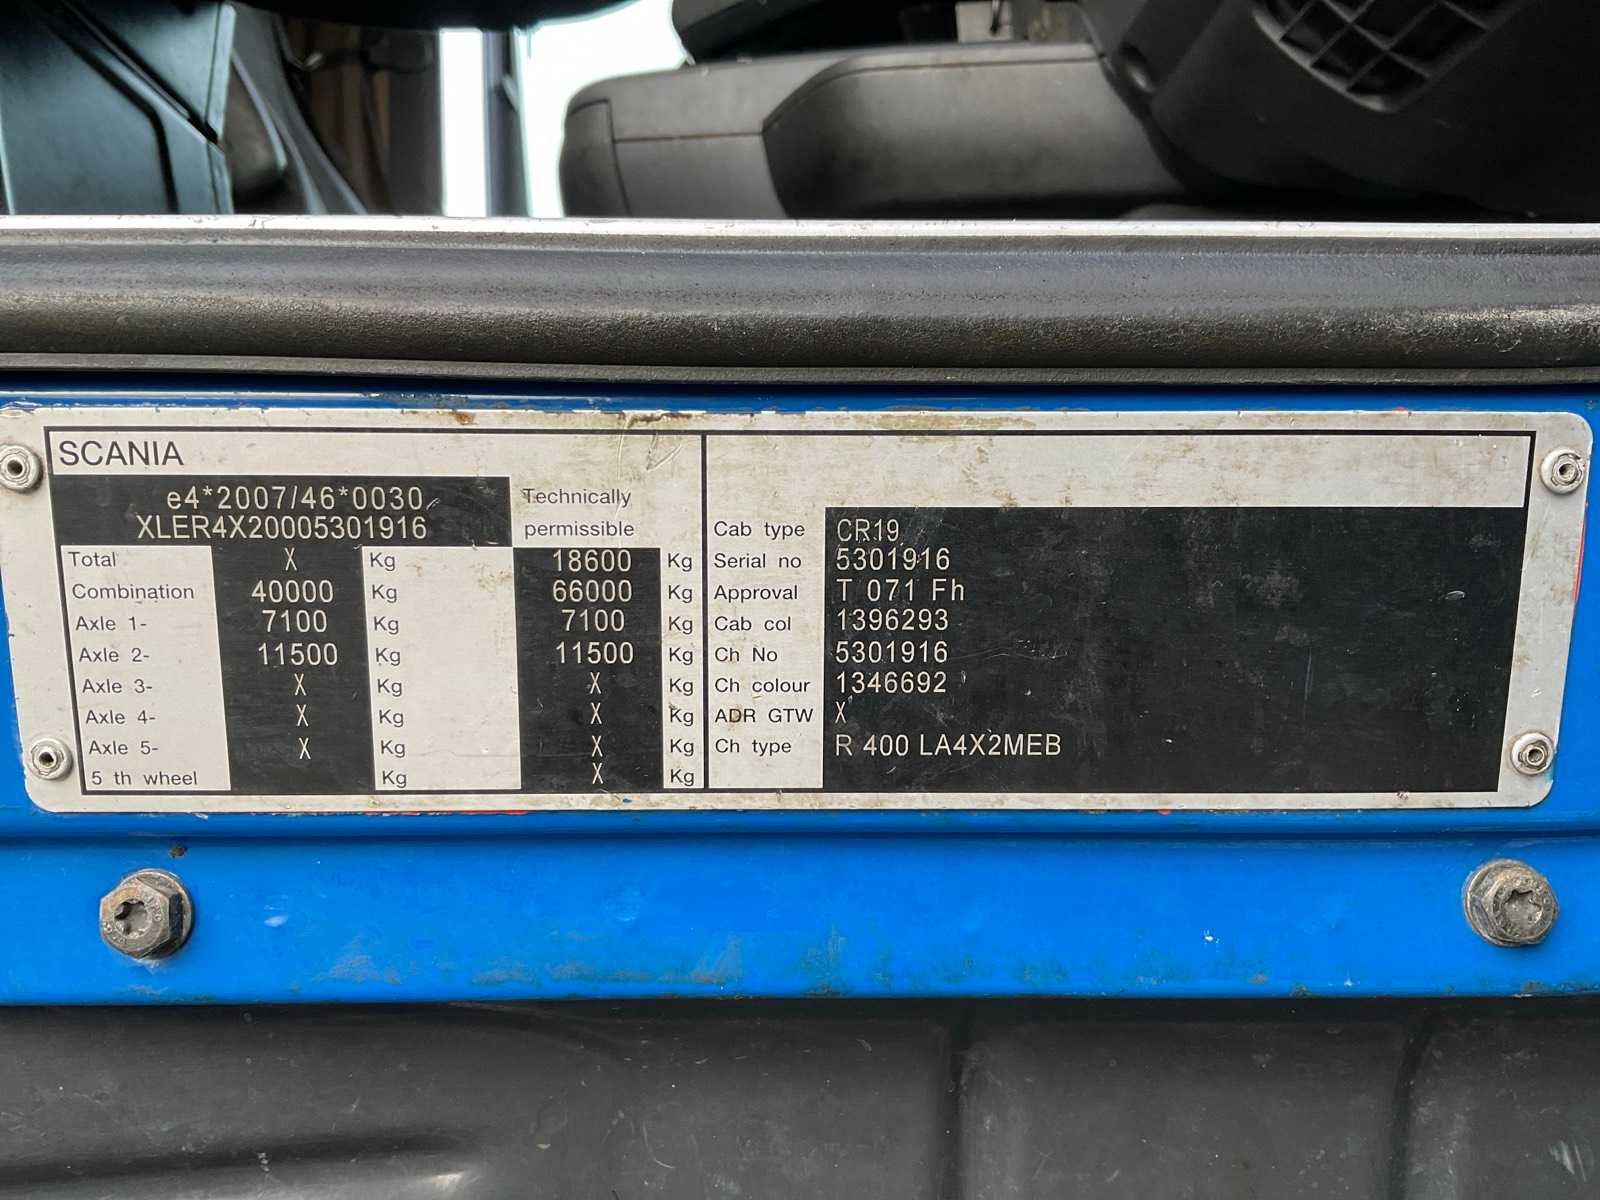 SCANIA
e4*2007/46*0030
XLER4X20005301916
Technically
permissible
Total X Kg 18600 Kg
Combination 40000 Kg 66000 Kg
Axle 1- 7100 Kg 7100 Kg
Axle 2- 11500 Kg 11500 Kg
Axle 3- X Kg X Kg
Axle 4- X Kg X Kg
Axle 5- X Kg X Kg
5 th wheel Kg X Kg
Cab type CR19
Serial no 5301916
Approval T 071 Fh
Cab col 1396293
Ch No 5301916
Ch colour 1346692
ADR GTW X
Ch type R 400 LA4X2MEB